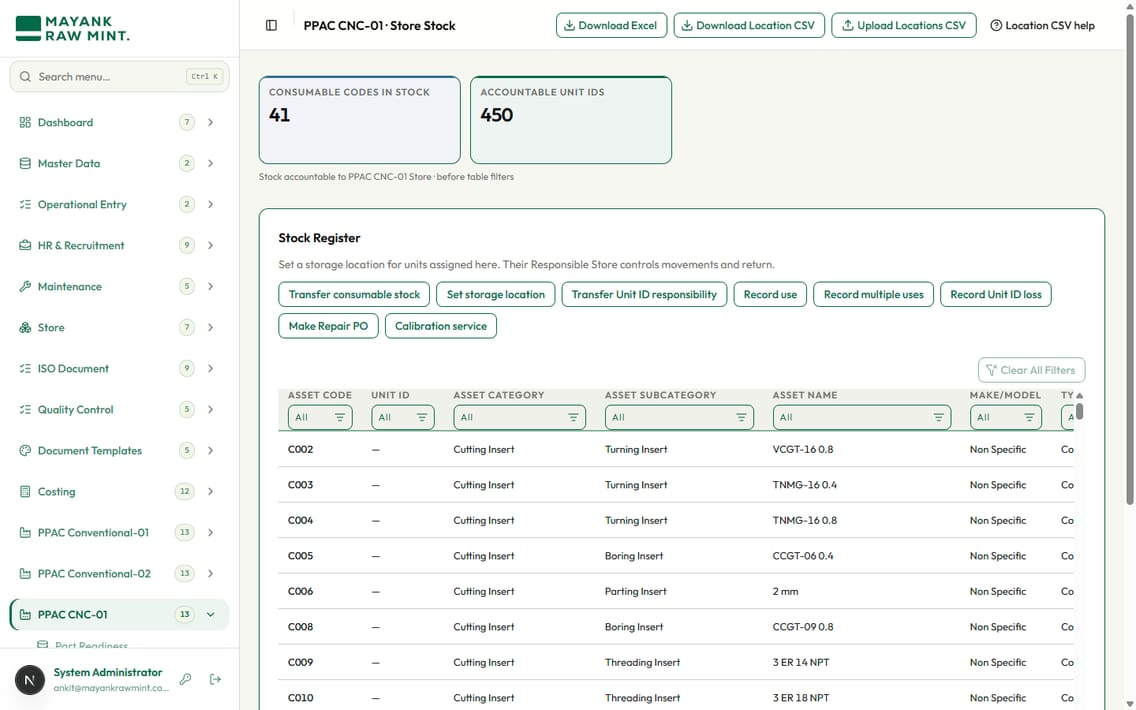 MAYANK
RAW MINT.
Search menu...
Ctrl K
Dashboard 7
Master Data 2
Operational Entry 2
HR & Recruitment 9
Maintenance 5
Store 7
ISO Document 9
Quality Control 5
Document Templates 5
Costing 12
PPAC Conventional-01 13
PPAC Conventional-02 13
PPAC CNC-01 13
Part Readiness
N
System Administrator
ankit@mayankrawmint.co...
PPAC CNC-01 · Store Stock
Download Excel
Download Location CSV
Upload Locations CSV
Location CSV help
CONSUMABLE CODES IN STOCK
41
ACCOUNTABLE UNIT IDS
450
Stock accountable to PPAC CNC-01 Store · before table filters
Stock Register
Set a storage location for units assigned here. Their Responsible Store controls movements and return.
Transfer consumable stock
Set storage location
Transfer Unit ID responsibility
Record use
Record multiple uses
Record Unit ID loss
Make Repair PO
Calibration service
Clear All Filters
ASSET CODE UNIT ID ASSET CATEGORY ASSET SUBCATEGORY ASSET NAME MAKE/MODEL TY
All All All All All All A
C002 — Cutting Insert Turning Insert VCGT-16 0.8 Non Specific Co
C003 — Cutting Insert Turning Insert TNMG-16 0.4 Non Specific Co
C004 — Cutting Insert Turning Insert TNMG-16 0.8 Non Specific Co
C005 — Cutting Insert Boring Insert CCGT-06 0.4 Non Specific Co
C006 — Cutting Insert Parting Insert 2 mm Non Specific Co
C008 — Cutting Insert Boring Insert CCGT-09 0.8 Non Specific Co
C009 — Cutting Insert Threading Insert 3 ER 14 NPT Non Specific Co
C010 — Cutting Insert Threading Insert 3 ER 18 NPT Non Specific Co